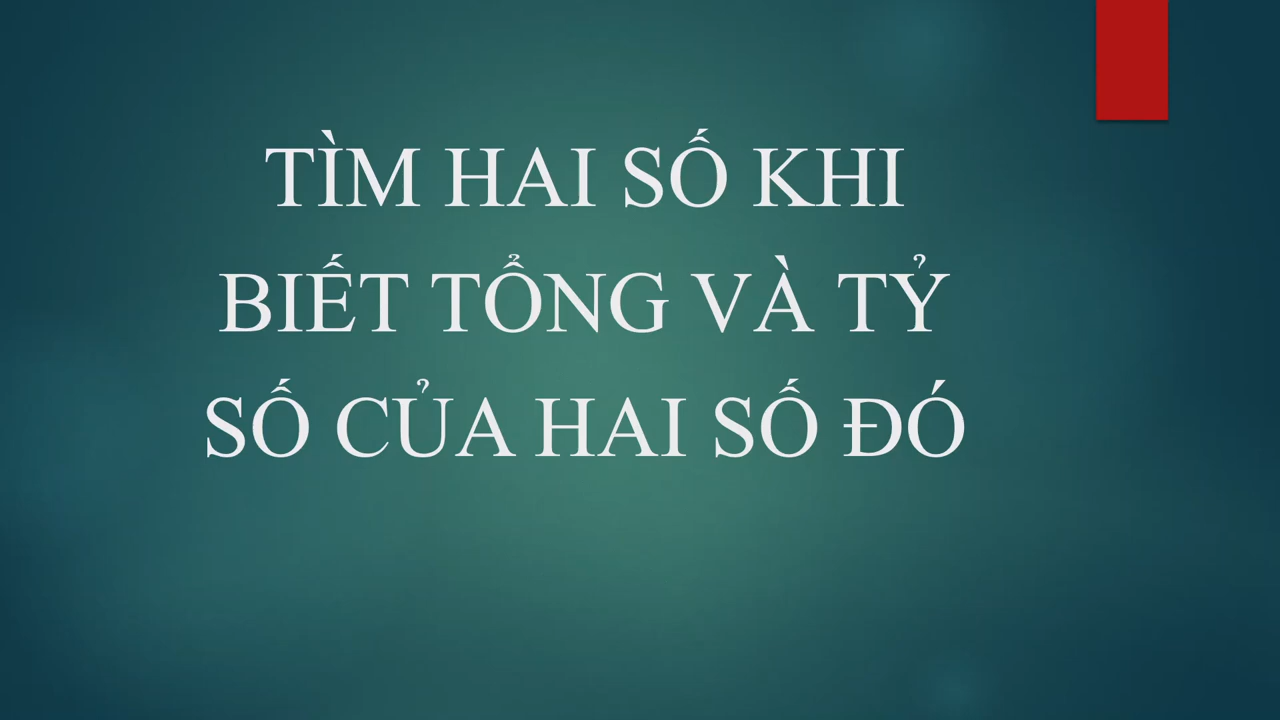 TÌM HAI SỐ KHI
BIẾT TỔNG VÀ TỶ
SỐ CỦA HAI SỐ ĐÓ